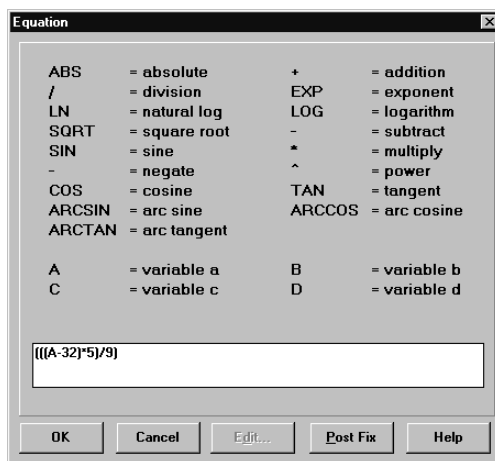 Equation
ABS = absolute + = addition
/ = division EXP = exponent
LN = natural log LOG = logarithm
SQRT = square root - = subtract
SIN = sine * = multiply
- = negate ^ = power
COS = cosine TAN = tangent
ARCSIN = arc sine ARCCOS = arc cosine
ARCTAN = arc tangent
A = variable a B = variable b
C = variable c D = variable d
(((A-32)*5)/9)
OK Cancel Edit... Post Fix Help